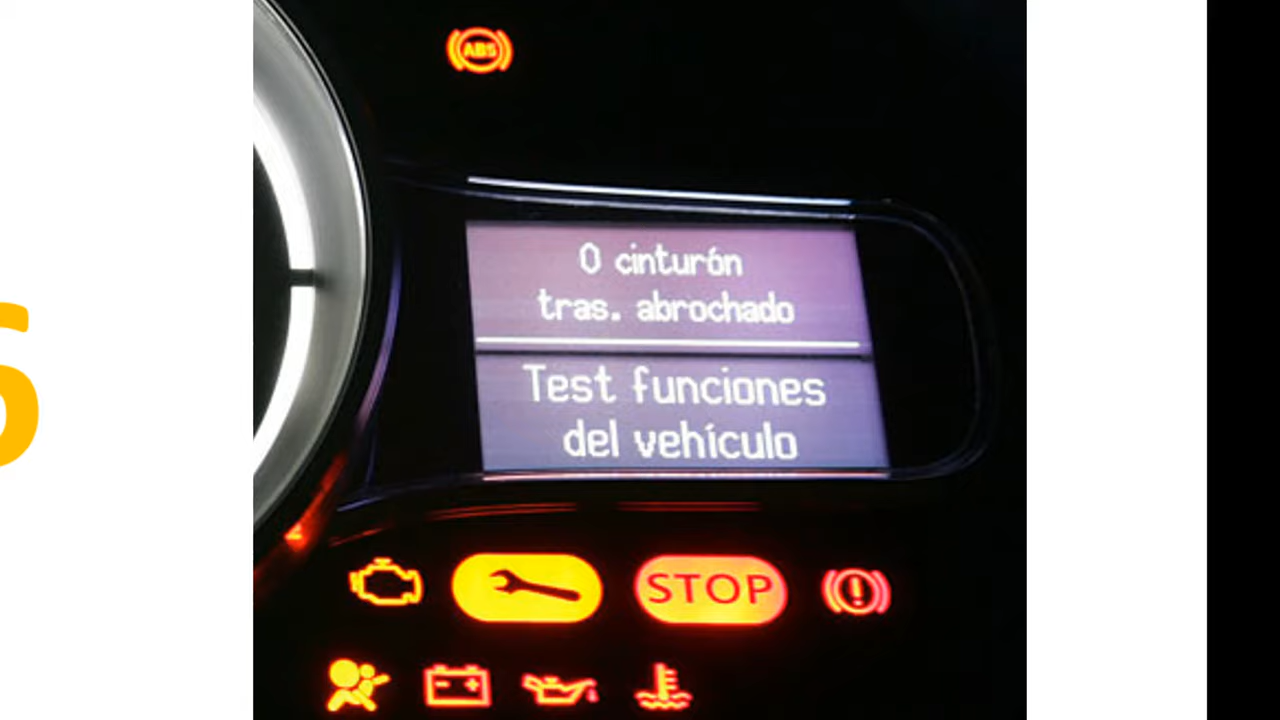 ABS
0 cinturón
tras. abrochado
Test funciones
del vehículo
STOP